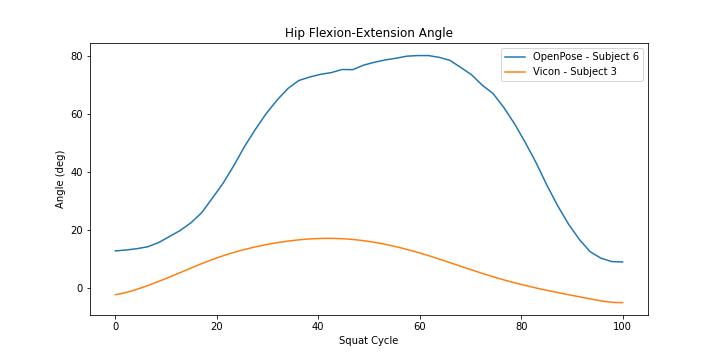 Hip Flexion-Extension Angle
OpenPose - Subject 6
Vicon - Subject 3
Angle (deg)
80
60
40
20
0
0 20 40 60 80 100
Squat Cycle